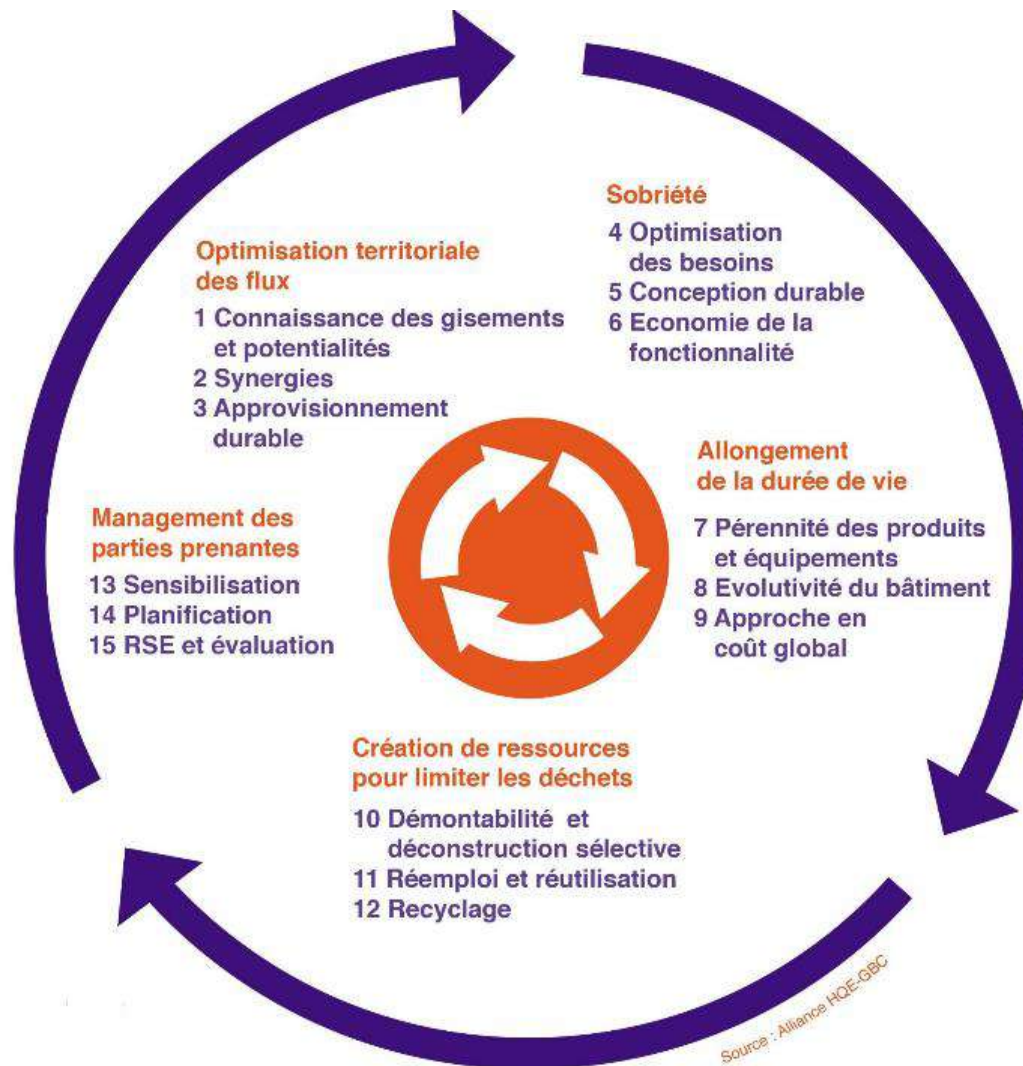 Optimisation territoriale
des flux
1 Connaissance des gisements
et potentialités
2 Synergies
3 Approvisionnement
durable
Sobriété
4 Optimisation
des besoins
5 Conception durable
6 Economie de la
fonctionnalité
Allongement
de la durée de vie
7 Pérennité des produits
et équipements
8 Evolutivité du bâtiment
9 Approche en
coût global
Création de ressources
pour limiter les déchets
10 Démontabilité et
déconstruction sélective
11 Réemploi et réutilisation
12 Recyclage
Management des
parties prenantes
13 Sensibilisation
14 Planification
15 RSE et évaluation
Source : Alliance HQE-GBC